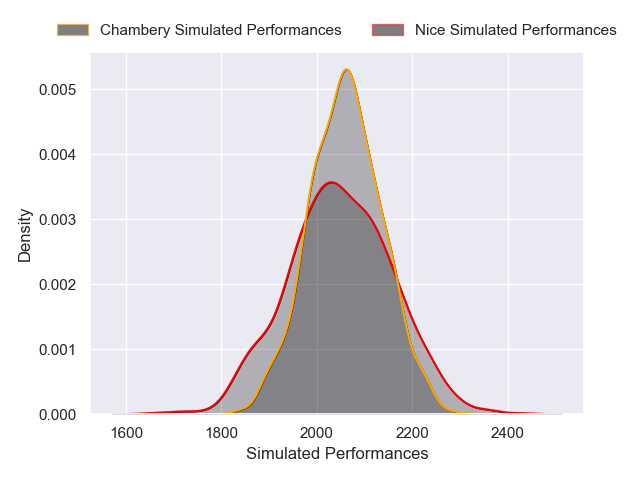 Chambery Simulated Performances Nice Simulated Performances
0.005
0.004
0.003
0.002
0.001
0.000
Density
1600 1800 2000 2200 2400
Simulated Performances